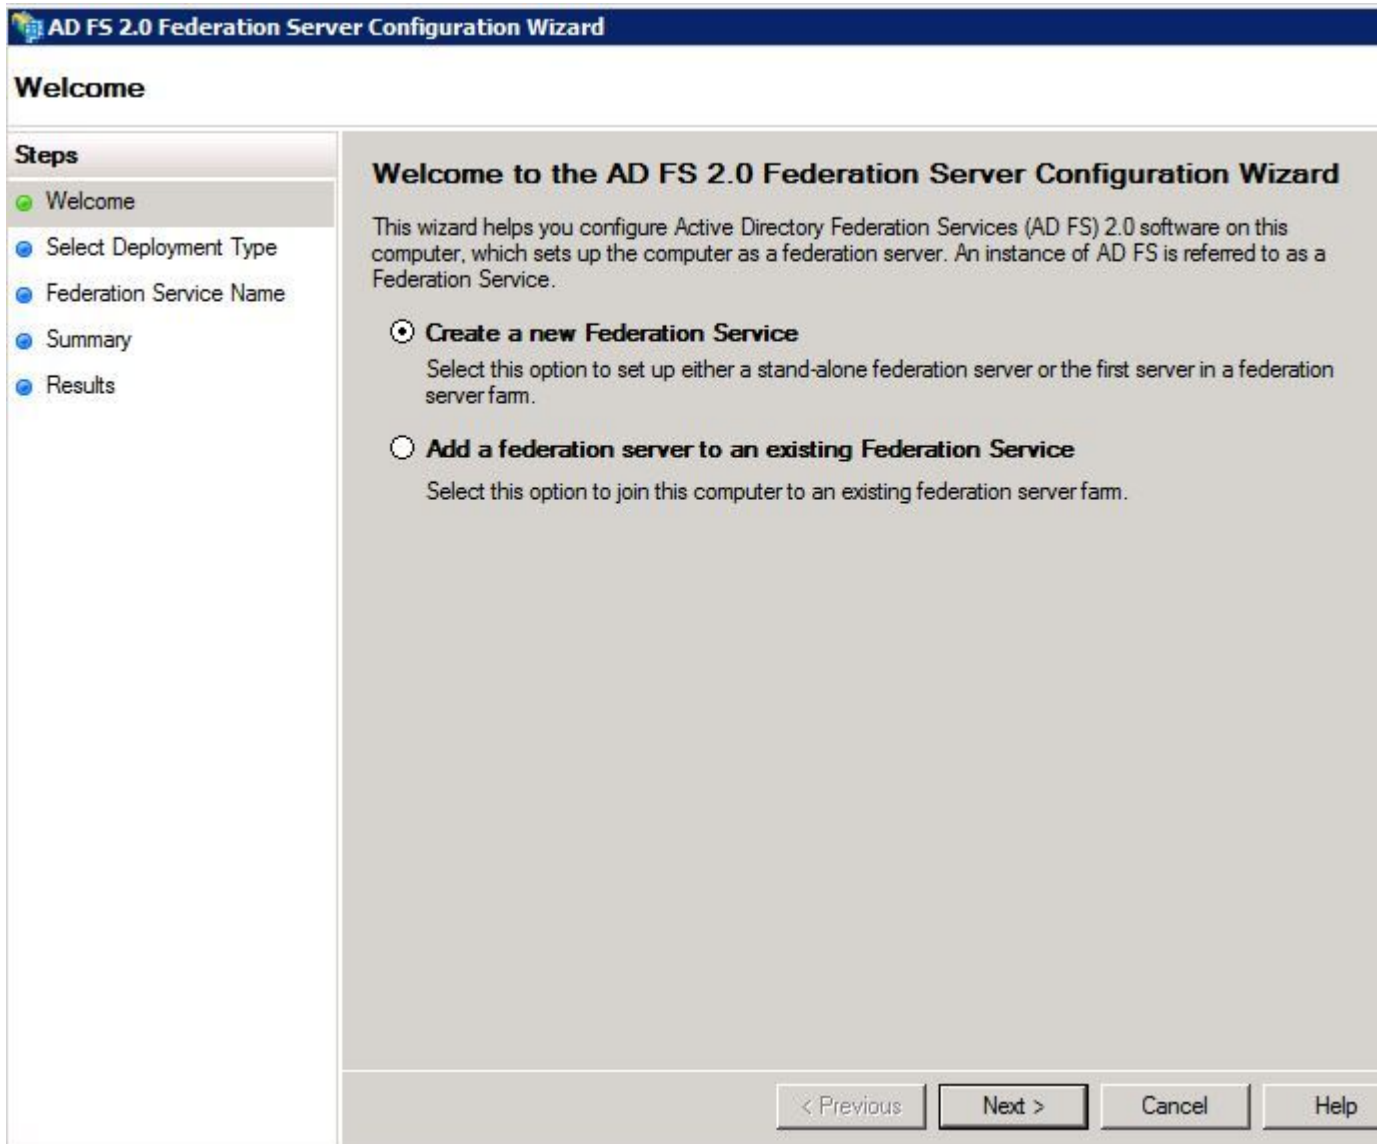 AD FS 2.0 Federation Server Configuration Wizard
Welcome
Steps
Welcome
Select Deployment Type
Federation Service Name
Summary
Results
Welcome to the AD FS 2.0 Federation Server Configuration Wizard
This wizard helps you configure Active Directory Federation Services (AD FS) 2.0 software on this
computer, which sets up the computer as a federation server. An instance of AD FS is referred to as a
Federation Service.
Create a new Federation Service
Select this option to set up either a stand-alone federation server or the first server in a federation
server farm.
Add a federation server to an existing Federation Service
Select this option to join this computer to an existing federation server farm.
< Previous
Next >
Cancel
Help